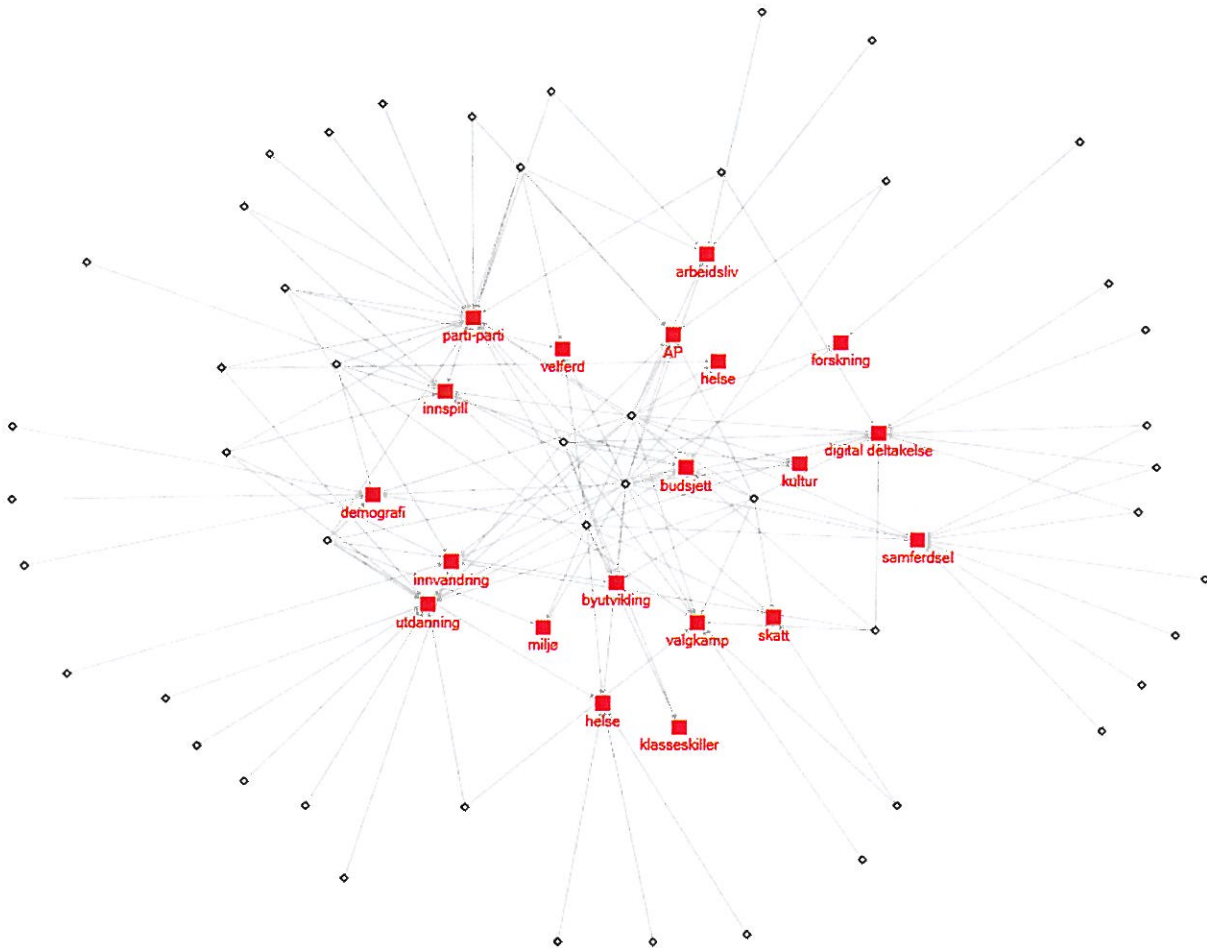 arbeidsliv
parti-parti
velferd
AP
helse
forskning
innspill
digital deltakelse
budsjett
kultur
demografi
samferdsel
innvandring
byutvikling
utdanning
miljø
valgkamp
skatt
helse
klasseskiller